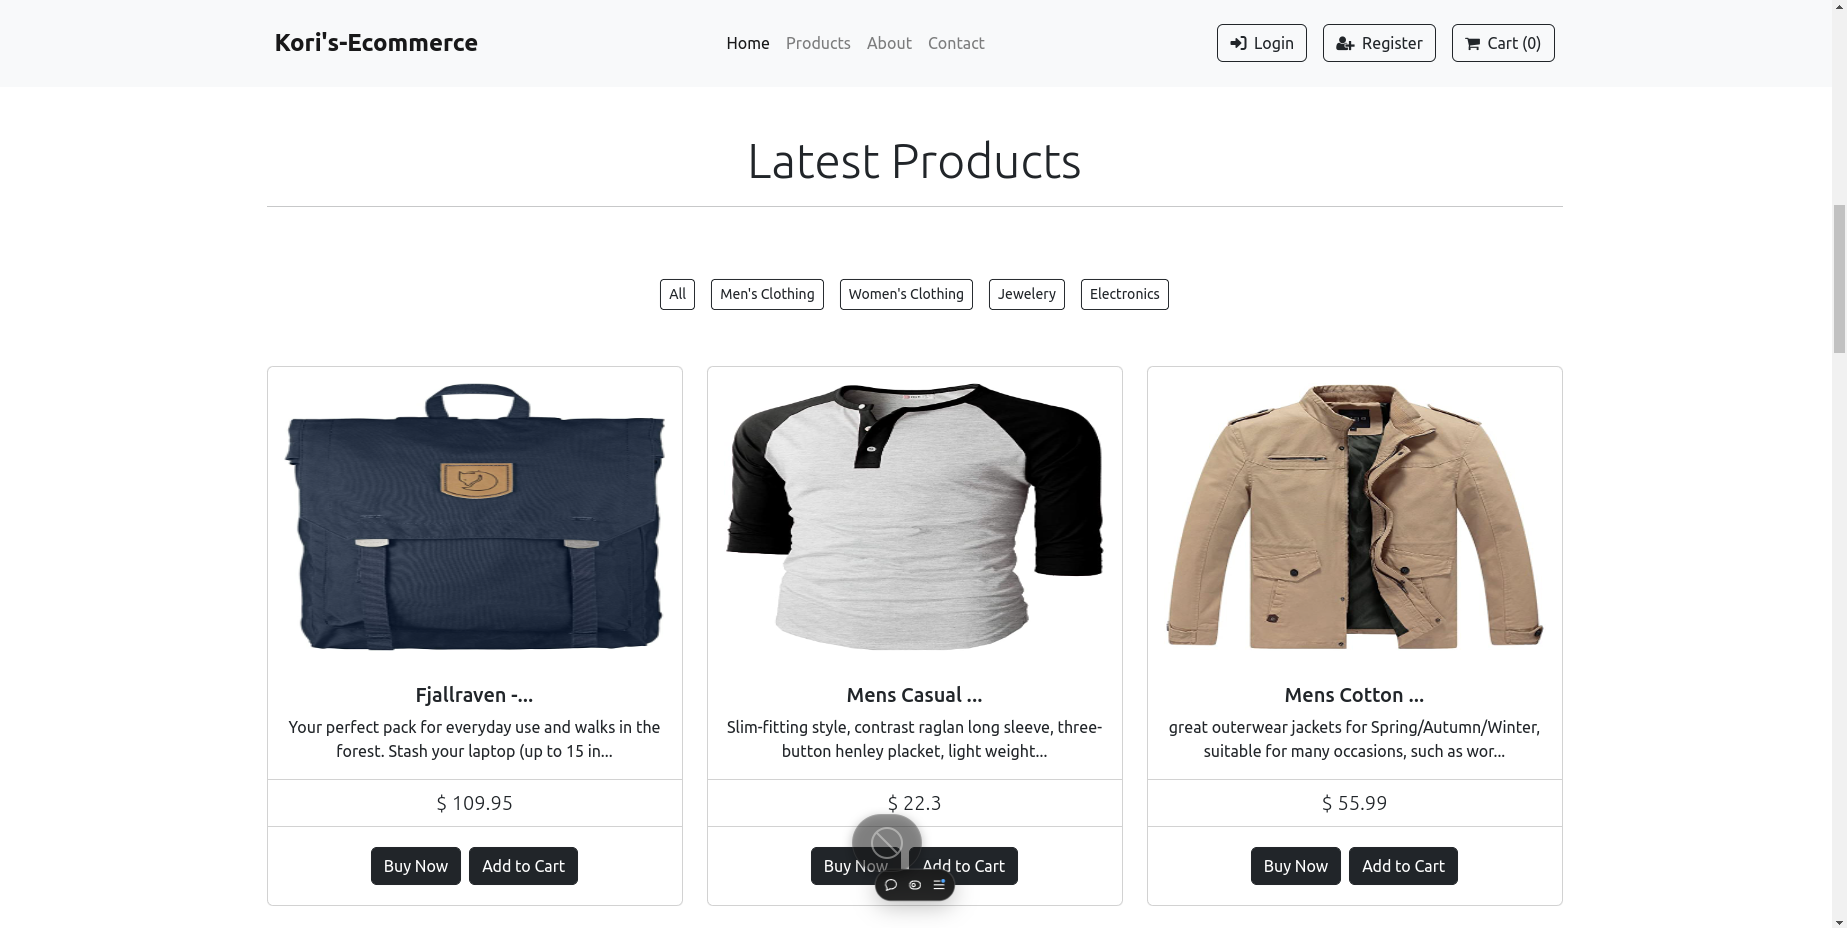 Kori's-Ecommerce
Home Products About Contact
Login Register Cart (0)
Latest Products
All Men's Clothing Women's Clothing Jewelery Electronics
Fjallraven -...
Your perfect pack for everyday use and walks in the
forest. Stash your laptop (up to 15 in...
$ 109.95
Buy Now Add to Cart
Mens Casual ...
Slim-fitting style, contrast raglan long sleeve, three-
button henley placket, light weight...
$ 22.3
Buy Now Add to Cart
Mens Cotton ...
great outerwear jackets for Spring/Autumn/Winter,
suitable for many occasions, such as wor...
$ 55.99
Buy Now Add to Cart